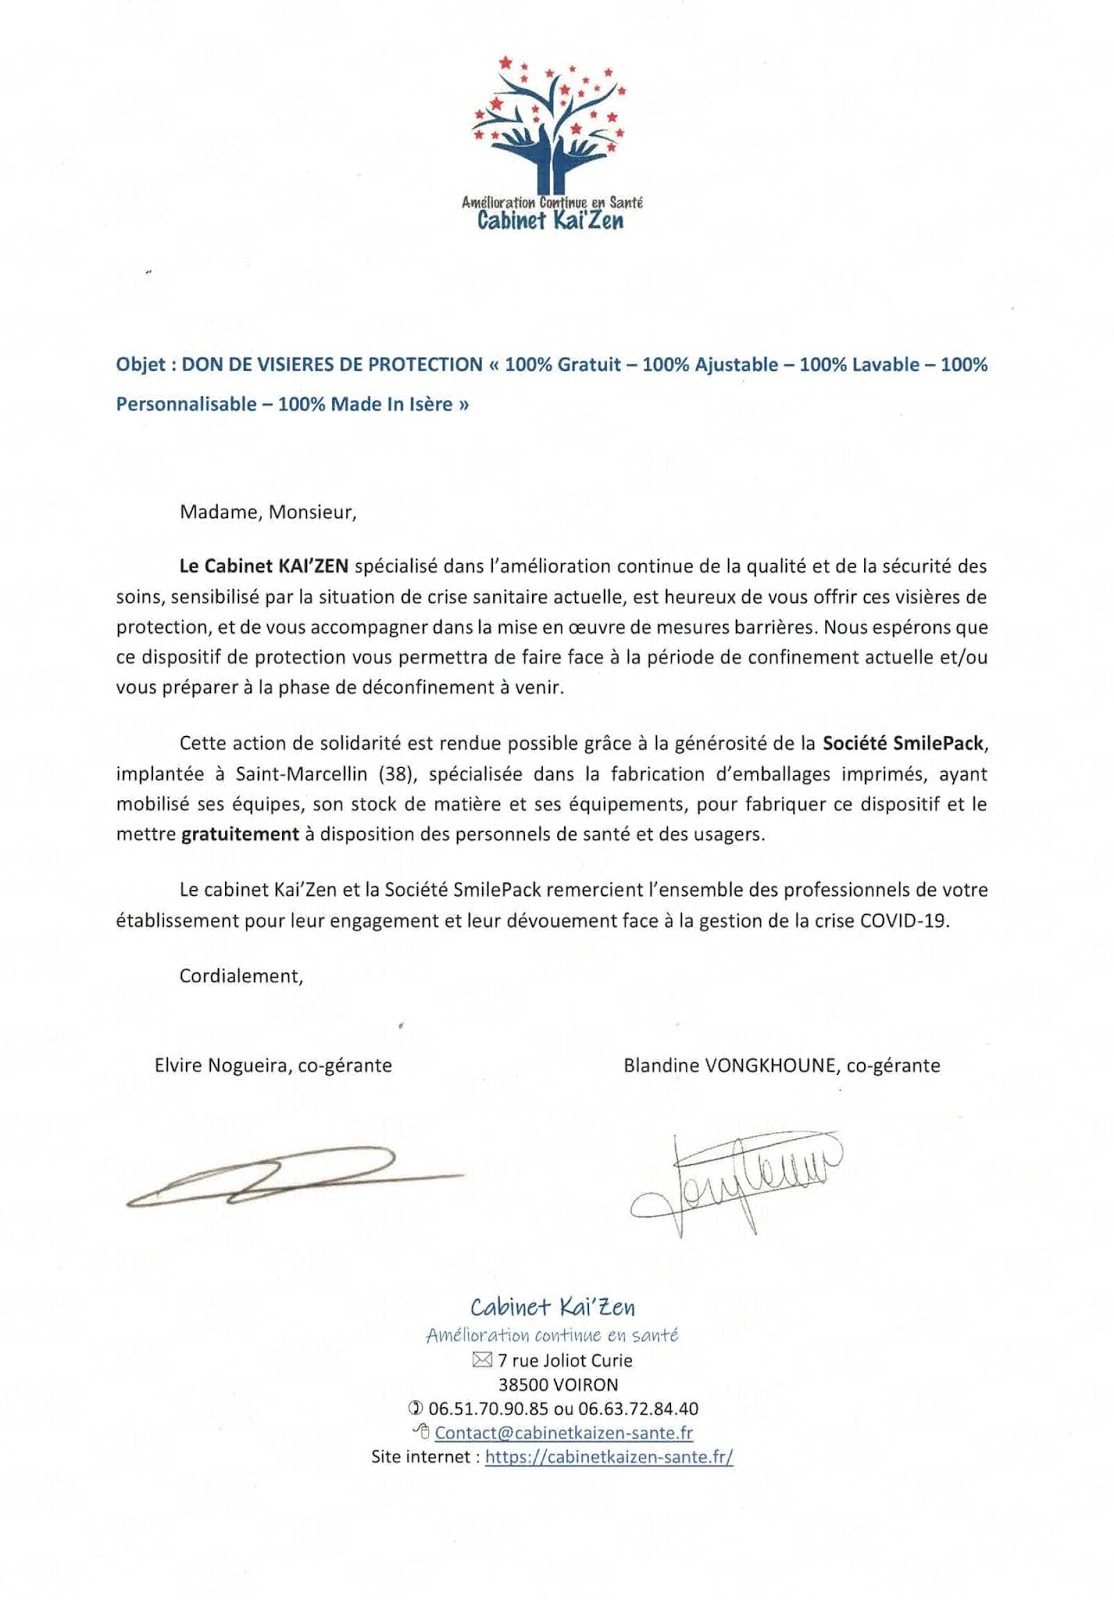 Amélioration Continue en Santé
Cabinet Kai'Zen
Objet : DON DE VISIERES DE PROTECTION « 100% Gratuit – 100% Ajustable – 100% Lavable – 100%
Personnalisable – 100% Made In Isère »
Madame, Monsieur,
Le Cabinet KAI’ZEN spécialisé dans l’amélioration continue de la qualité et de la sécurité des
soins, sensibilisé par la situation de crise sanitaire actuelle, est heureux de vous offrir ces visières de
protection, et de vous accompagner dans la mise en œuvre de mesures barrières. Nous espérons que
ce dispositif de protection vous permettra de faire face à la période de confinement actuelle et/ou
vous préparer à la phase de déconfinement à venir.
Cette action de solidarité est rendue possible grâce à la générosité de la Société SmilePack,
implantée à Saint-Marcellin (38), spécialisée dans la fabrication d’emballages imprimés, ayant
mobilisé ses équipes, son stock de matière et ses équipements, pour fabriquer ce dispositif et le
mettre gratuitement à disposition des personnels de santé et des usagers.
Le cabinet Kai’Zen et la Société SmilePack remercient l’ensemble des professionnels de votre
établissement pour leur engagement et leur dévouement face à la gestion de la crise COVID-19.
Cordialement,
Elvire Nogueira, co-gérante
Blandine VONGKHOUNE, co-gérante
Cabinet Kai’Zen
Amélioration continue en santé
7 rue Joliot Curie
38500 VOIRON
06.51.70.90.85 ou 06.63.72.84.40
Contact@cabinetkaizen-sante.fr
Site internet : https://cabinetkaizen-sante.fr/